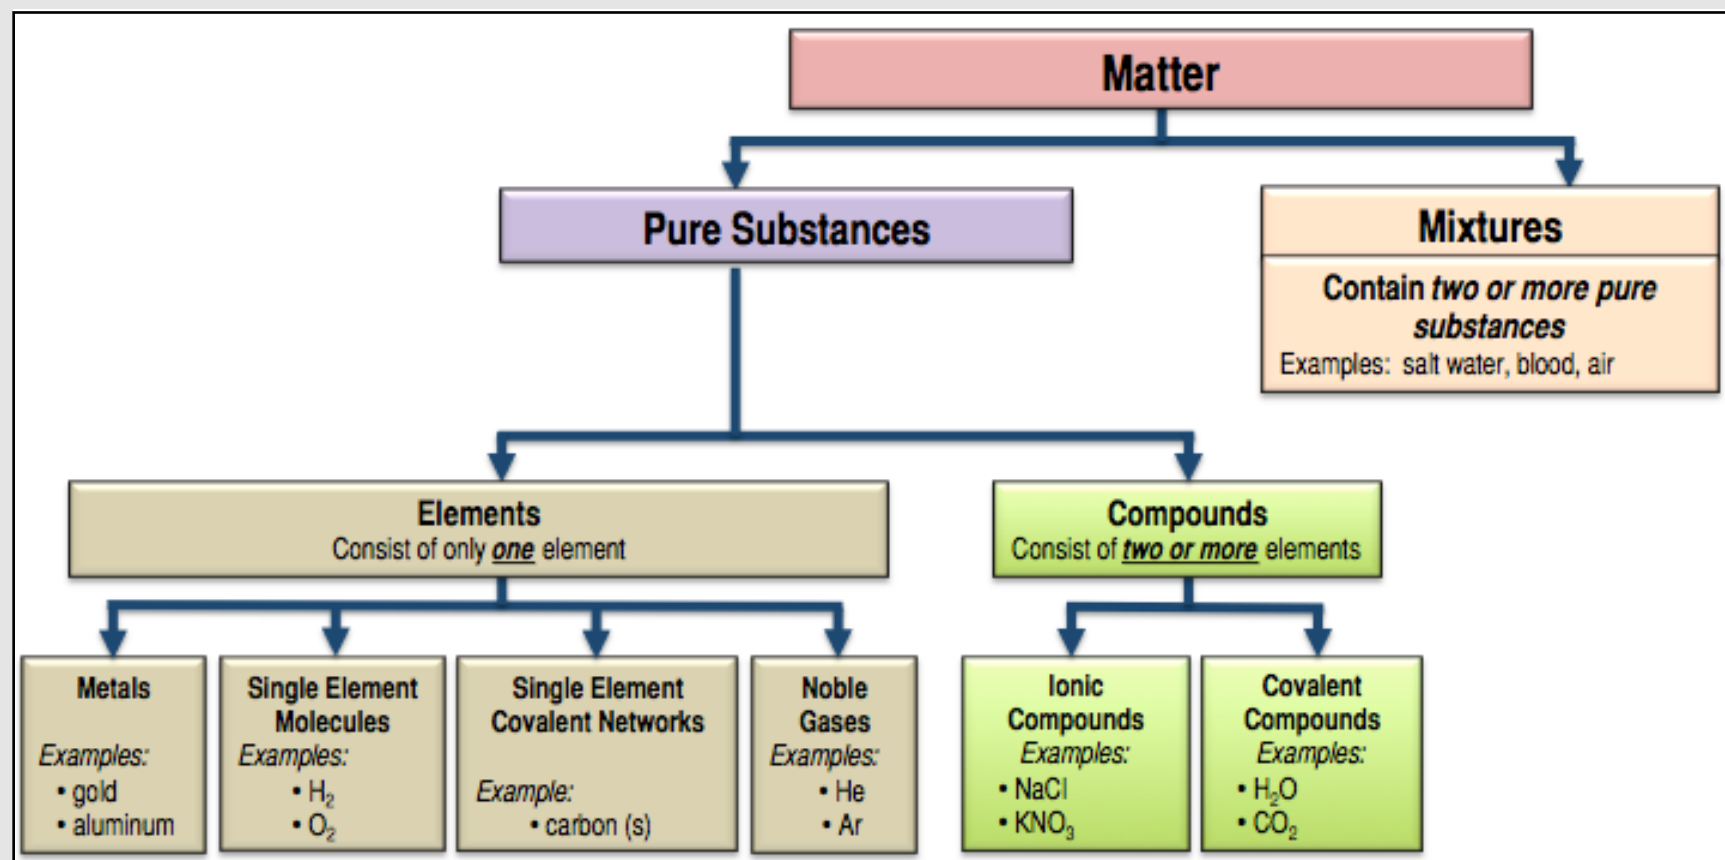 Matter
Pure Substances
Mixtures
Contain two or more pure
substances
Examples: salt water, blood, air
Elements
Consist of only one element
Compounds
Consist of two or more elements
Metals
Examples:
• gold
• aluminum
Single Element
Molecules
Examples:
• H₂
• O₂
Single Element
Covalent Networks
Example:
• carbon (s)
Noble
Gases
Examples:
• He
• Ar
Ionic
Compounds
Examples:
• NaCl
• KNO₃
Covalent
Compounds
Examples:
• H₂O
• CO₂